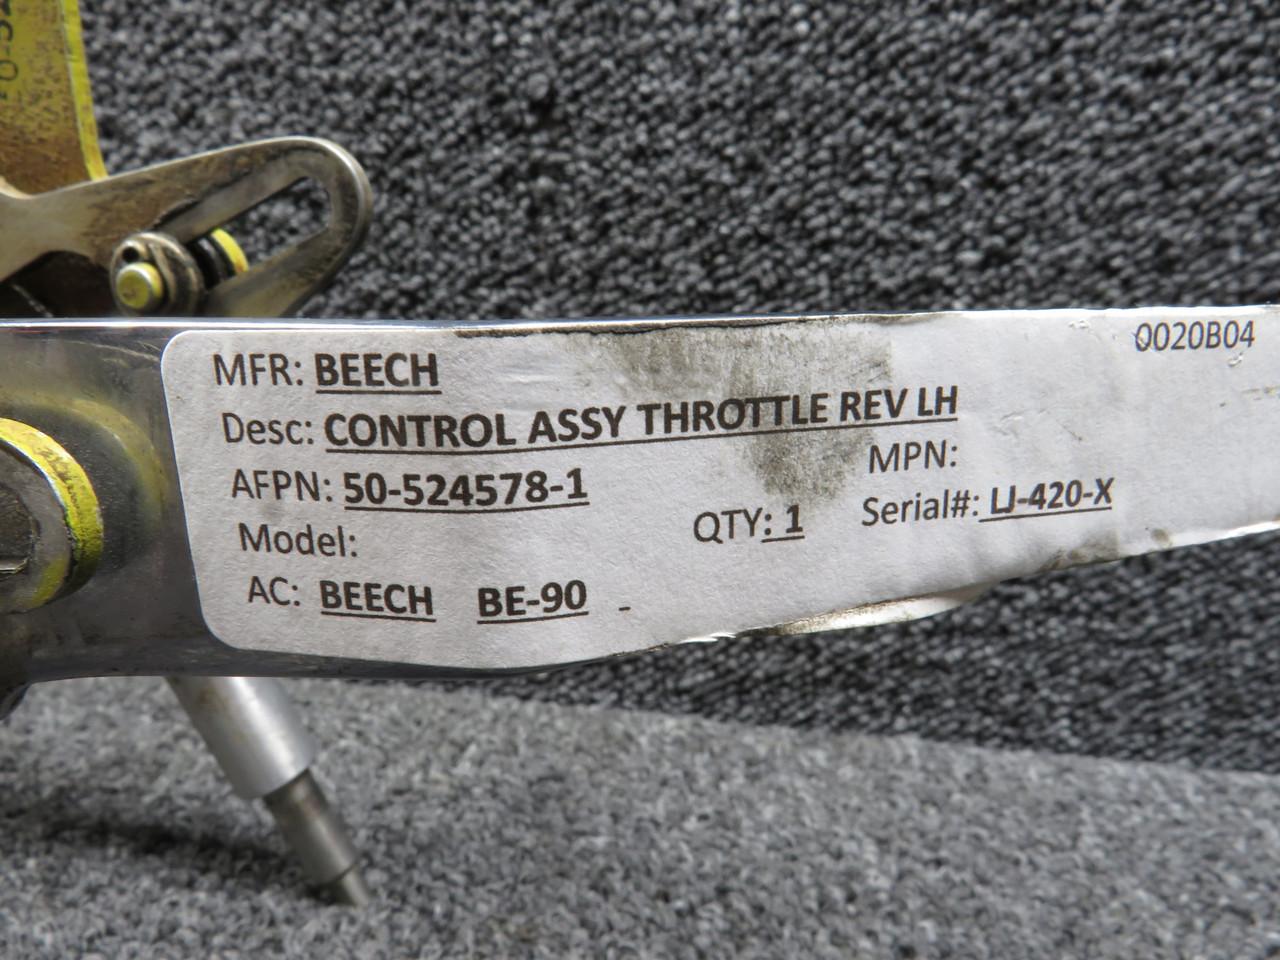 0020B04
MFR: BEECH
Desc: CONTROL ASSY THROTTLE REV LH
AFPN: 50-524578-1 MPN:
Model: QTY: 1 Serial#: LJ-420-X
AC: BEECH BE-90 -